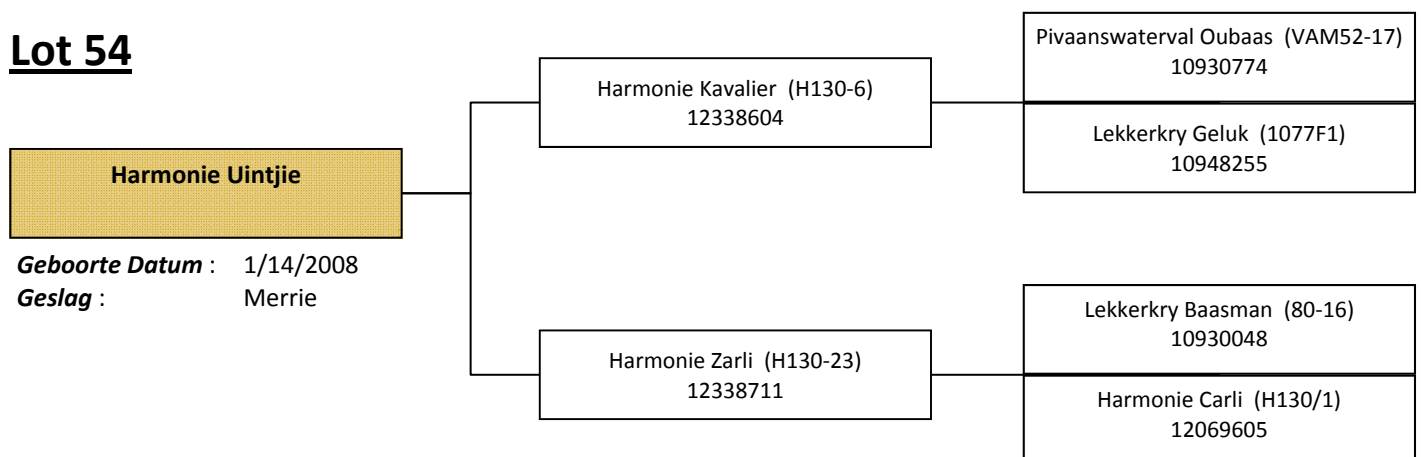 Lot 54
Harmonie Uintjie
Geboorte Datum : 1/14/2008
Geslag : Merrie
Harmonie Kavalier (H130-6)
12338604
Harmonie Zarli (H130-23)
12338711
Pivaanswaterval Oubaas (VAM52-17)
10930774
Lekkerkry Geluk (1077F1)
10948255
Lekkerkry Baasman (80-16)
10930048
Harmonie Carli (H130/1)
12069605